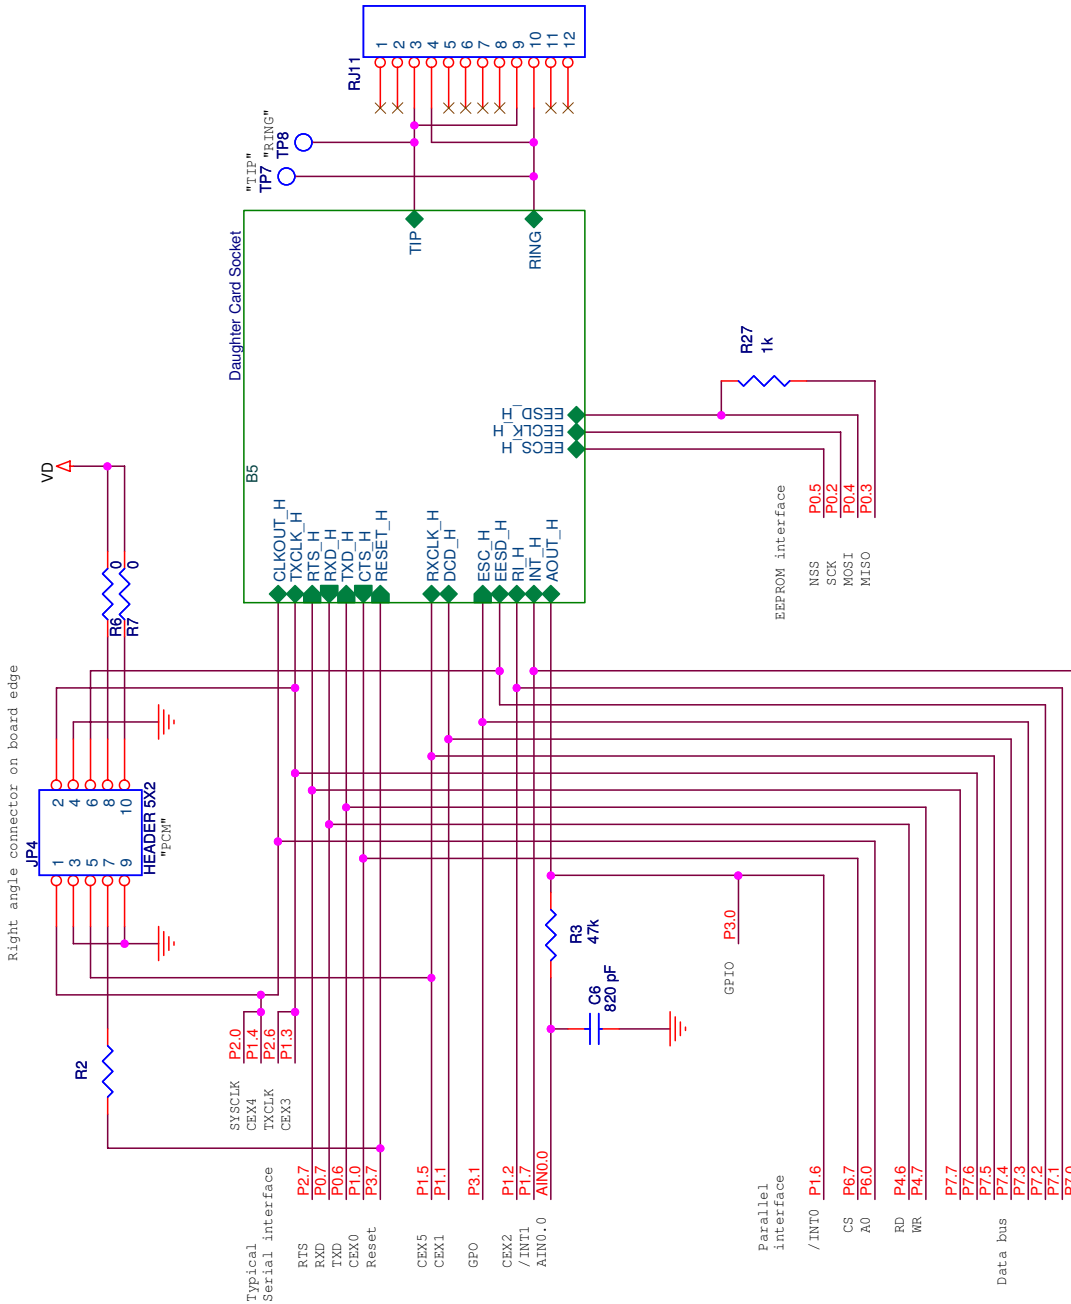 RJ11
1
2
3
4
5
6
7
8
9
10
11
12
"TIP"
TP7
"RING"
TP8
Daughter Card Socket
TIP
RING
B5
CLKOUT_H
TXCLK_H
RTS_H
RXD_H
TXD_H
CTS_H
RESET_H
RXCLK_H
DCD_H
ESC_H
EESD_H
RI_H
INT_H
AOUT_H
EESD_H
EECLK_H
EECS_H
R27
1k
EEPROM interface
NSS
SCK
MOSI
MISO
P0.5
P0.2
P0.4
P0.3
VD
R6
0
R7
0
Right angle connector on board edge
JP4
1
3
5
7
9
2
4
6
8
10
HEADER 5X2
"PCM"
R2
SYSCLK
CEX4
TXCLK
CEX3
P2.0
P1.4
P2.6
P1.3
R3
47k
C6
820 pF
GPIO
P3.0
Typical
Serial interface
RTS
RXD
TXD
CEX0
Reset
P2.7
P0.7
P0.6
P1.0
P3.7
CEX5
CEX1
P1.5
P1.1
GPO
P3.1
CEX2
/INT1
AIN0.0
P1.2
P1.7
AIN0.0
Parallel
interface
/INT0
P1.6
CS
A0
P6.7
P6.0
RD
WR
P4.6
P4.7
Data bus
P7.7
P7.6
P7.5
P7.4
P7.3
P7.2
P7.1
P7.0